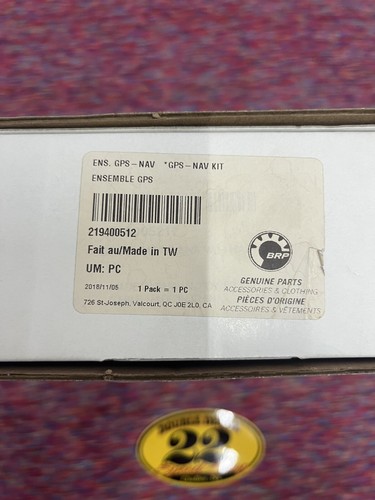 ENS. GPS-NAV *GPS-NAV KIT
ENSEMBLE GPS
219400512
Fait au/Made in TW
UM: PC
2018/11/05 1 Pack = 1 PC
726 St-Joseph, Valcourt, QC J0E 2L0, CA
BRP
GENUINE PARTS
ACCESSORIES & CLOTHING
PIÈCES D'ORIGINE
ACCESSOIRES & VÊTEMENTS
22